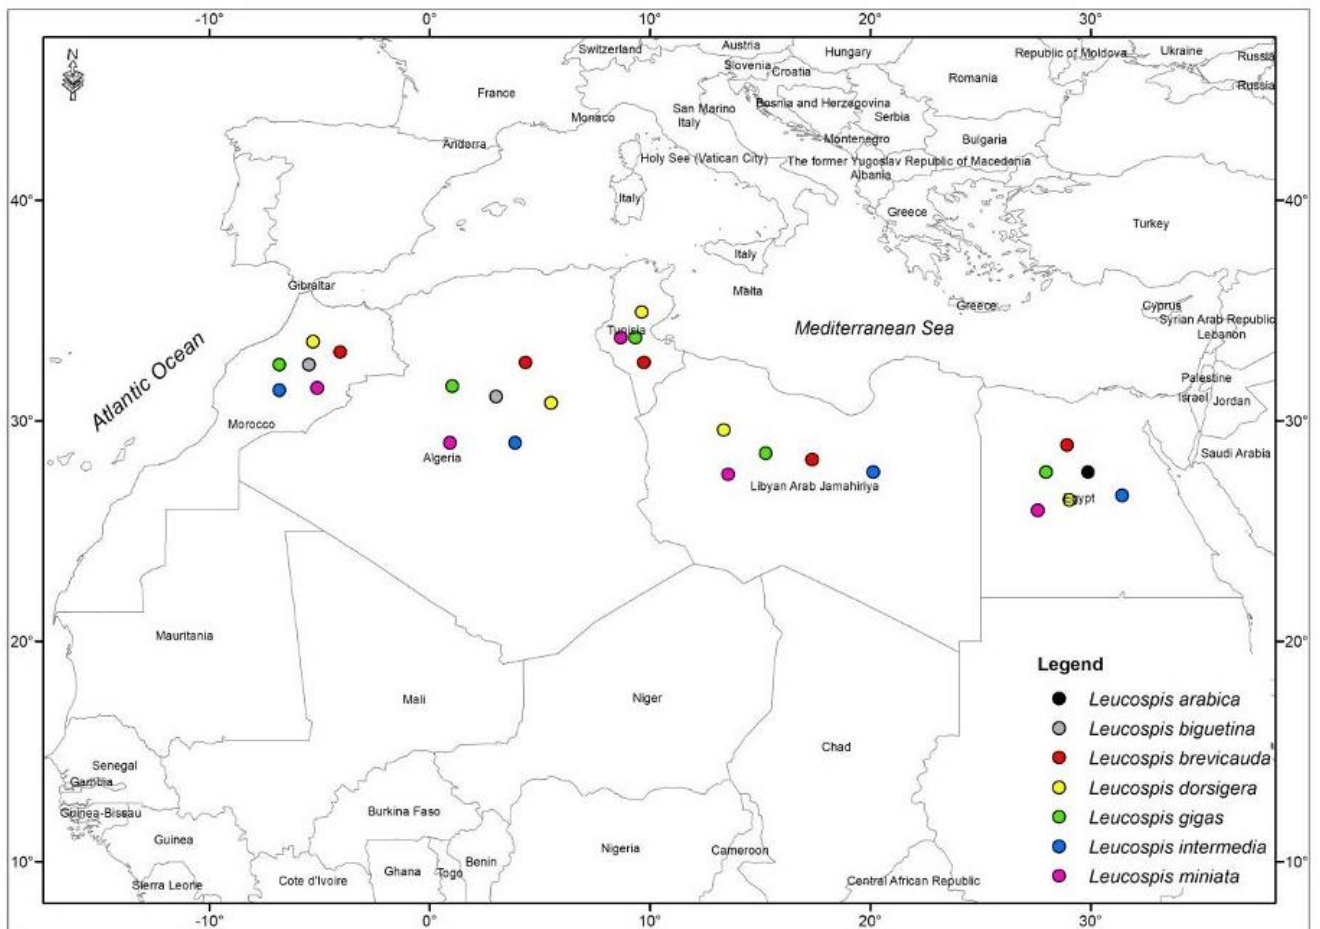 -10° 0° 10° 20° 30°
N
Switzerland Austria Hungary Republic of Moldova Ukraine Russia
Slovenia Croatia Romania Russia
France
San Marino Bosnia and Herzegovina
Monaco Italy Serbia
Andorra Montenegro Bulgaria
Holy See (Vatican City) The former Yugoslav Republic of Macedonia
Albania
40° Italy 40°
Greece Turkey
Italy
Gibraltar Malta Greece Cyprus
Syrian Arab Republic
Tunisia Mediterranean Sea Lebanon
Atlantic Ocean
Palestine
Israel Jordan
30° Morocco 30°
Algeria Saudi Arabia
Libyan Arab Jamahiriya Egypt
20° Mauritania 20°
Mali Niger
Chad
Senegal
Gambia
Guinea-Bissau Burkina Faso
Guinea Nigeria Cameroon
10° Benin 10°
Sierra Leone Cote d'Ivoire Ghana Togo Central African Republic
Legend
Leucospis arabica
Leucospis biguetina
Leucospis brevicauda
Leucospis dorsigera
Leucospis gigas
Leucospis intermedia
Leucospis miniata
-10° 0° 10° 20° 30°